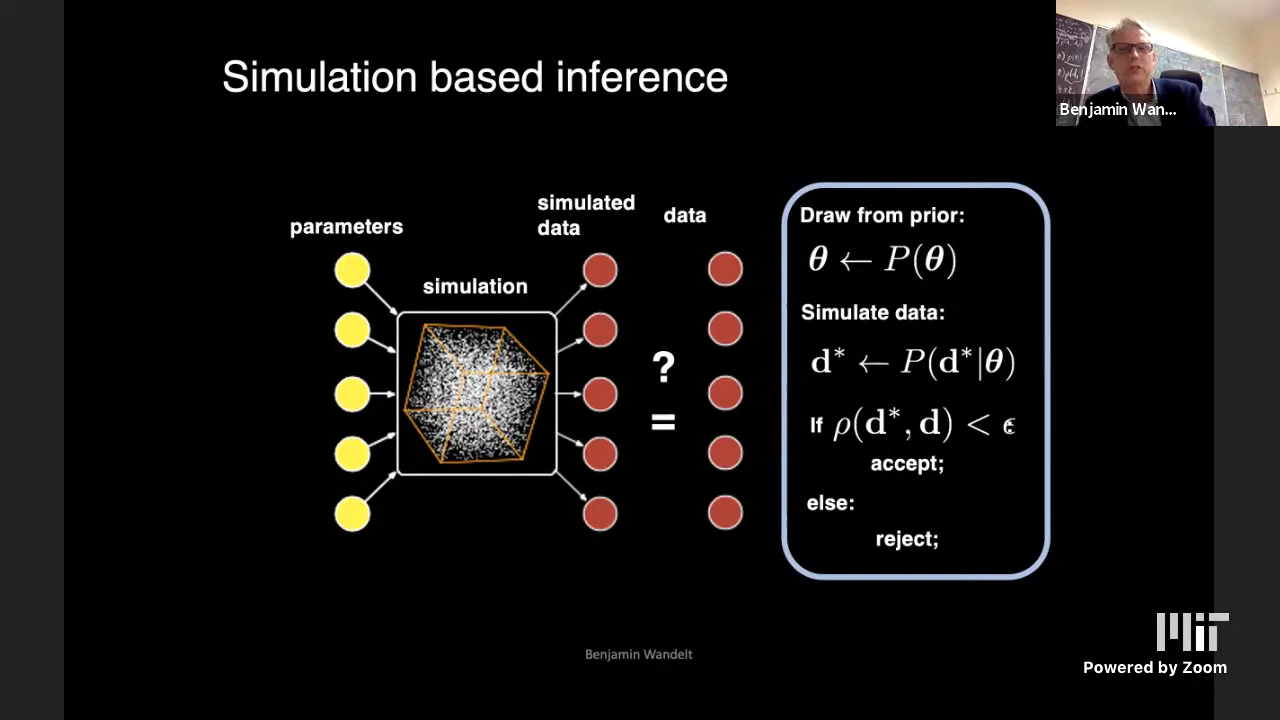 Simulation based inference
Benjamin Wan...
parameters
simulation
simulated
data
data
?
=
Draw from prior:
θ ← P(θ)
Simulate data:
d* ← P(d*|θ)
If ρ(d*, d) < ϵ
accept;
else:
reject;
Benjamin Wandelt
MIT
Powered by Zoom